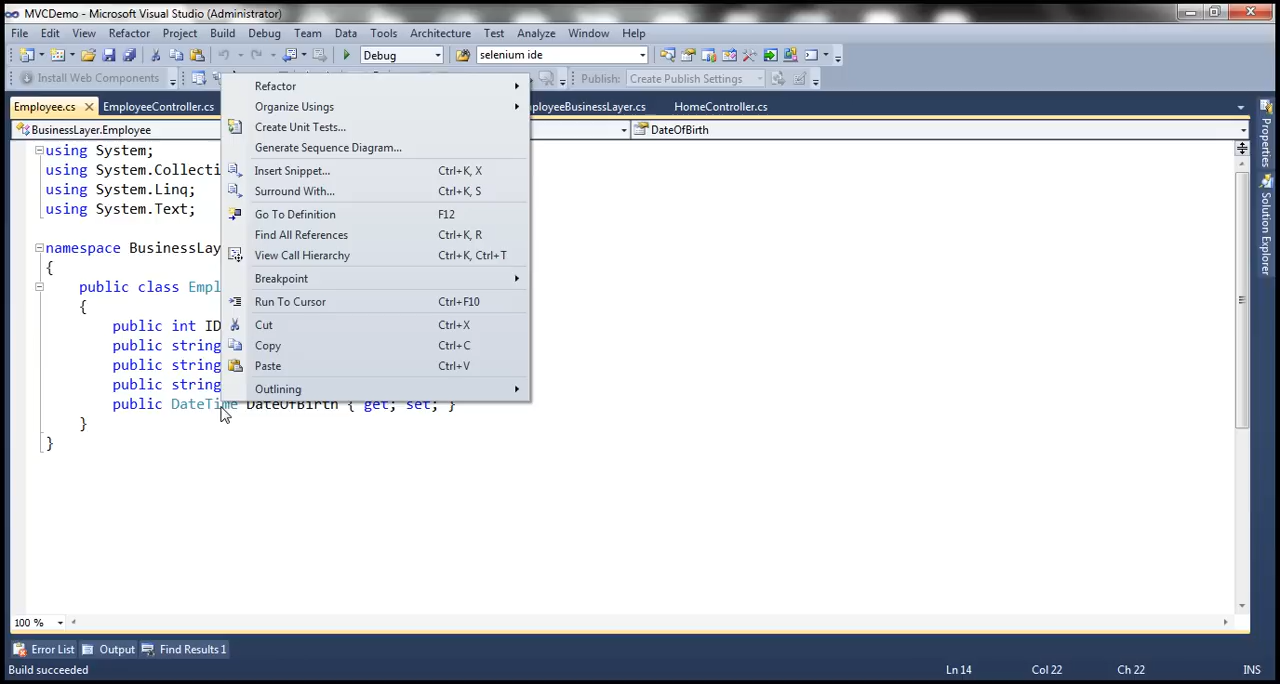 MVCDemo - Microsoft Visual Studio (Administrator)
File Edit View Refactor Project Build Debug Team Data Tools Architecture Test Analyze Window Help
Debug selenium ide
Install Web Components Publish: Create Publish Settings
Employee.cs EmployeeController.cs ployeeBusinessLayer.cs HomeController.cs
BusinessLayer.Employee DateOfBirth
using System;
using System.Collecti
using System.Linq;
using System.Text;
namespace BusinessLay
{
public class Empl
{
public int ID
public string
public string
public string
public DateTime DateOfBirth { get; set; }
}
}
Refactor
Organize Usings
Create Unit Tests...
Generate Sequence Diagram...
Insert Snippet... Ctrl+K, X
Surround With... Ctrl+K, S
Go To Definition F12
Find All References Ctrl+K, R
View Call Hierarchy Ctrl+K, Ctrl+T
Breakpoint
Run To Cursor Ctrl+F10
Cut Ctrl+X
Copy Ctrl+C
Paste Ctrl+V
Outlining
Properties
Solution Explorer
100 %
Error List Output Find Results 1
Build succeeded Ln 14 Col 22 Ch 22 INS